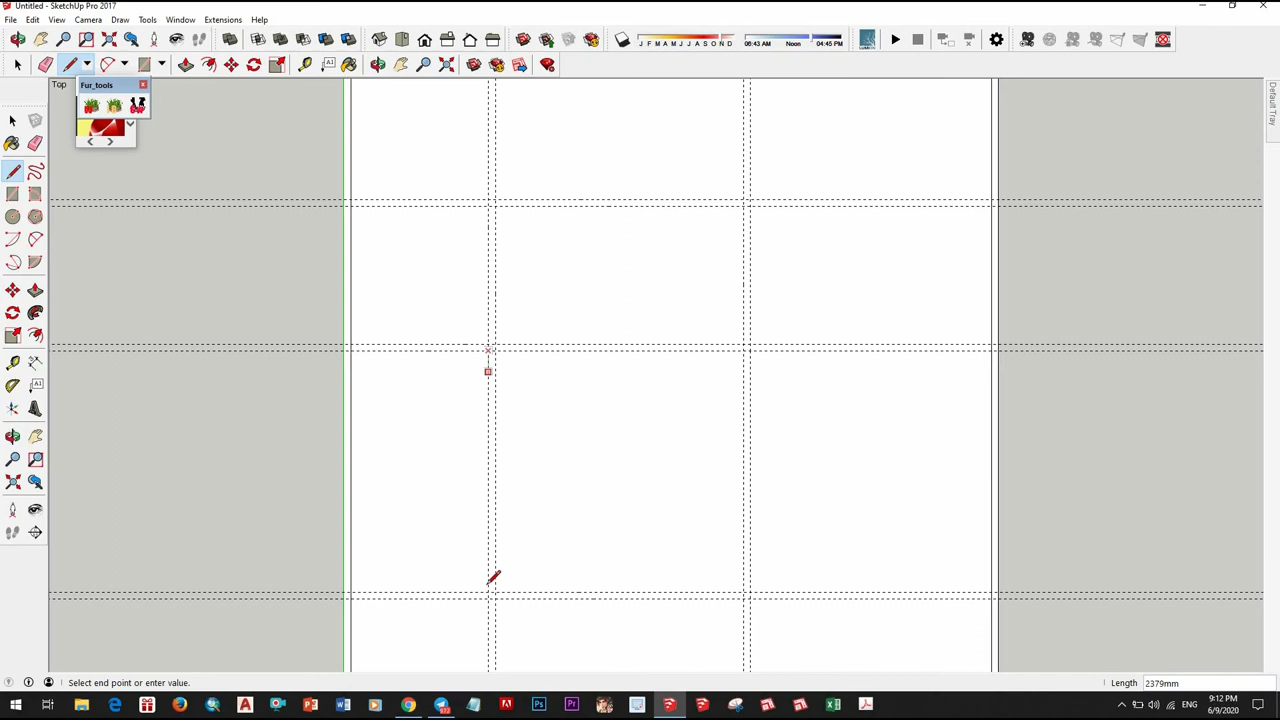 Untitled - SketchUp Pro 2017
File Edit View Camera Draw Tools Window Extensions Help
J F M A M J J A S O N D 06:43 AM Noon 04:45 PM
Top
Fur_tools
Default Tray
Select end point or enter value.
Length 2379mm
9:12 PM
ENG
6/9/2020